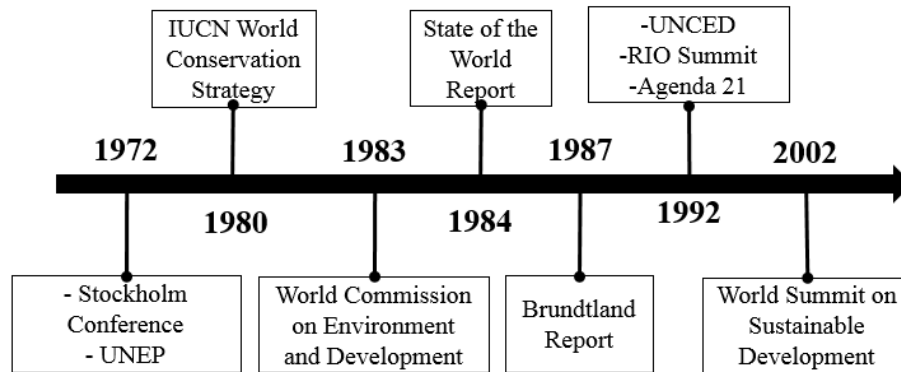 IUCN World
Conservation
Strategy
State of the
World
Report
-UNCED
-RIO Summit
-Agenda 21
1972
1983
1987
2002
1980
1984
1992
- Stockholm
Conference
- UNEP
World Commission
on Environment
and Development
Brundtland
Report
World Summit on
Sustainable
Development